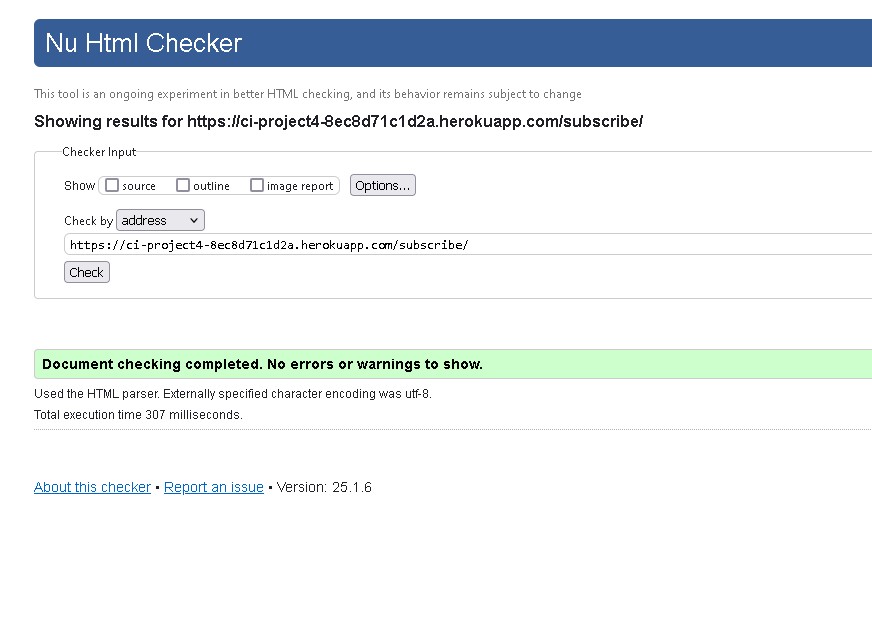 Nu Html Checker
This tool is an ongoing experiment in better HTML checking, and its behavior remains subject to change
Showing results for https://ci-project4-8ec8d71c1d2a.herokuapp.com/subscribe/
Checker Input
Show source outline image report Options...
Check by address
https://ci-project4-8ec8d71c1d2a.herokuapp.com/subscribe/
Check
Document checking completed. No errors or warnings to show.
Used the HTML parser. Externally specified character encoding was utf-8.
Total execution time 307 milliseconds.
About this checker • Report an issue • Version: 25.1.6